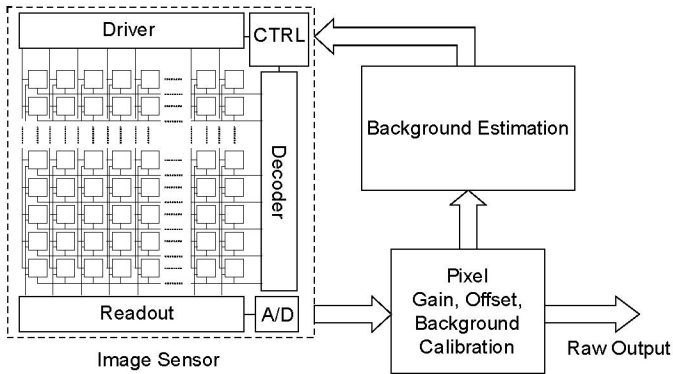 Driver
CTRL
Decoder
Background Estimation
Readout
A/D
Pixel
Gain, Offset,
Background
Calibration
Raw Output
Image Sensor